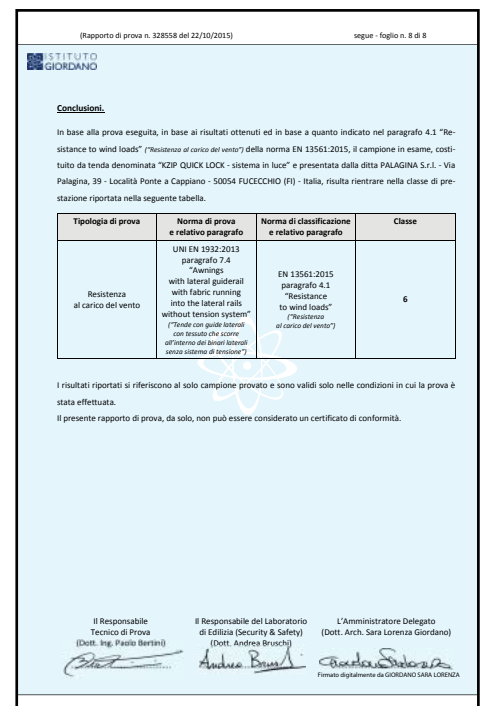 (Rapporto di prova n. 328558 del 22/10/2015)
segue - foglio n. 8 di 8
ISTITUTO
GIORDANO
Conclusioni.
In base alla prova eseguita, in base ai risultati ottenuti ed in base a quanto indicato nel paragrafo 4.1 “Re-
sistance to wind loads” (“Resistenza al carico del vento”) della norma EN 13561:2015, il campione in esame, costi-
tuito da tenda denominata “KZIP QUICK LOCK - sistema in luce” e presentata dalla ditta PALAGINA S.r.l. - Via
Palagina, 39 - Località Ponte a Cappiano - 50054 FUCECCHIO (FI) - Italia, risulta rientrare nella classe di pre-
stazione riportata nella seguente tabella.
Tipologia di prova
Norma di prova
e relativo paragrafo
Norma di classificazione
e relativo paragrafo
Classe
Resistenza
al carico del vento
UNI EN 1932:2013
paragrafo 7.4
“Awnings
with lateral guiderail
with fabric running
into the lateral rails
without tension system”
(“Tende con guide laterali
con tessuto che scorre
all’interno dei binari laterali
senza sistema di tensione”)
EN 13561:2015
paragrafo 4.1
“Resistance
to wind loads”
(“Resistenza
al carico del vento”)
6
I risultati riportati si riferiscono al solo campione provato e sono validi solo nelle condizioni in cui la prova è
stata effettuata.
Il presente rapporto di prova, da solo, non può essere considerato un certificato di conformità.
Il Responsabile
Tecnico di Prova
(Dott. Ing. Paolo Bertini)
Il Responsabile del Laboratorio
di Edilizia (Security & Safety)
(Dott. Andrea Bruschi)
Andrea Brus
L’Amministratore Delegato
(Dott. Arch. Sara Lorenza Giordano)
Firmato digitalmente da GIORDANO SARA LORENZA